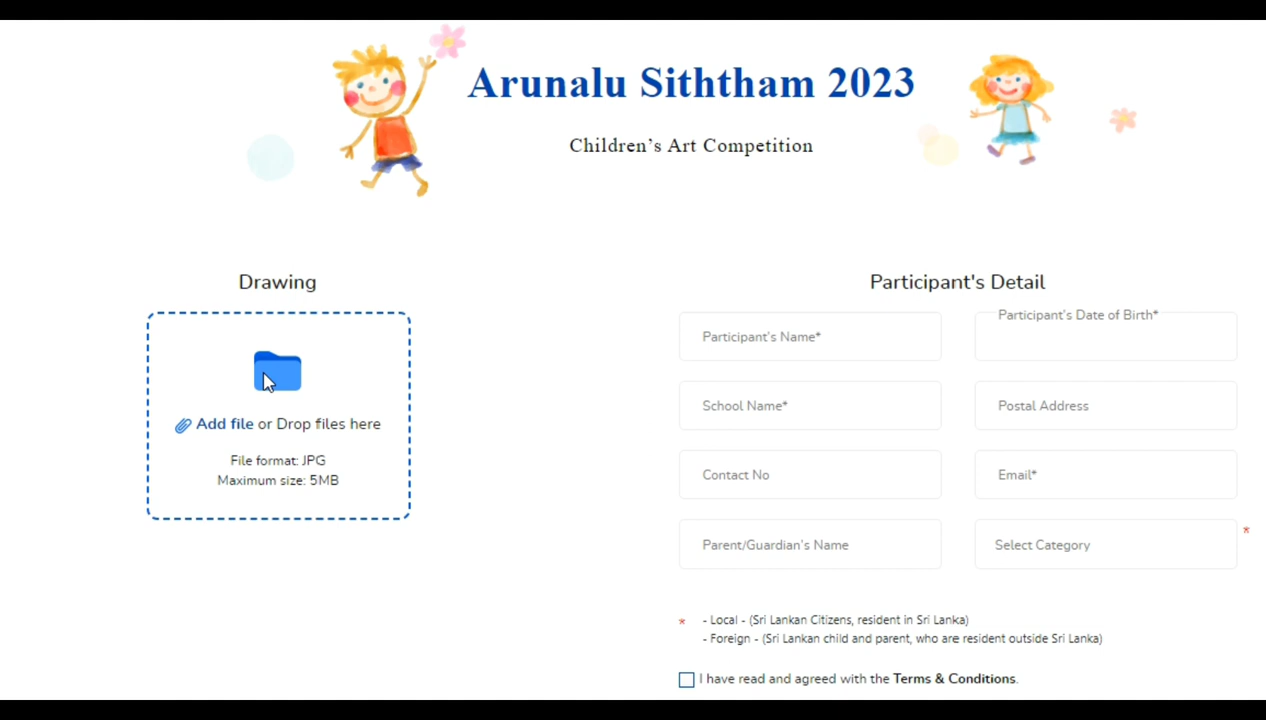 Arunalu Siththam 2023
Children's Art Competition
Drawing
Add file or Drop files here
File format: JPG
Maximum size: 5MB
Participant's Detail
Participant's Name*
Participant's Date of Birth*
School Name*
Postal Address
Contact No
Email*
Parent/Guardian's Name
Select Category
*
* - Local - (Sri Lankan Citizens, resident in Sri Lanka)
- Foreign - (Sri Lankan child and parent, who are resident outside Sri Lanka)
I have read and agreed with the Terms & Conditions.